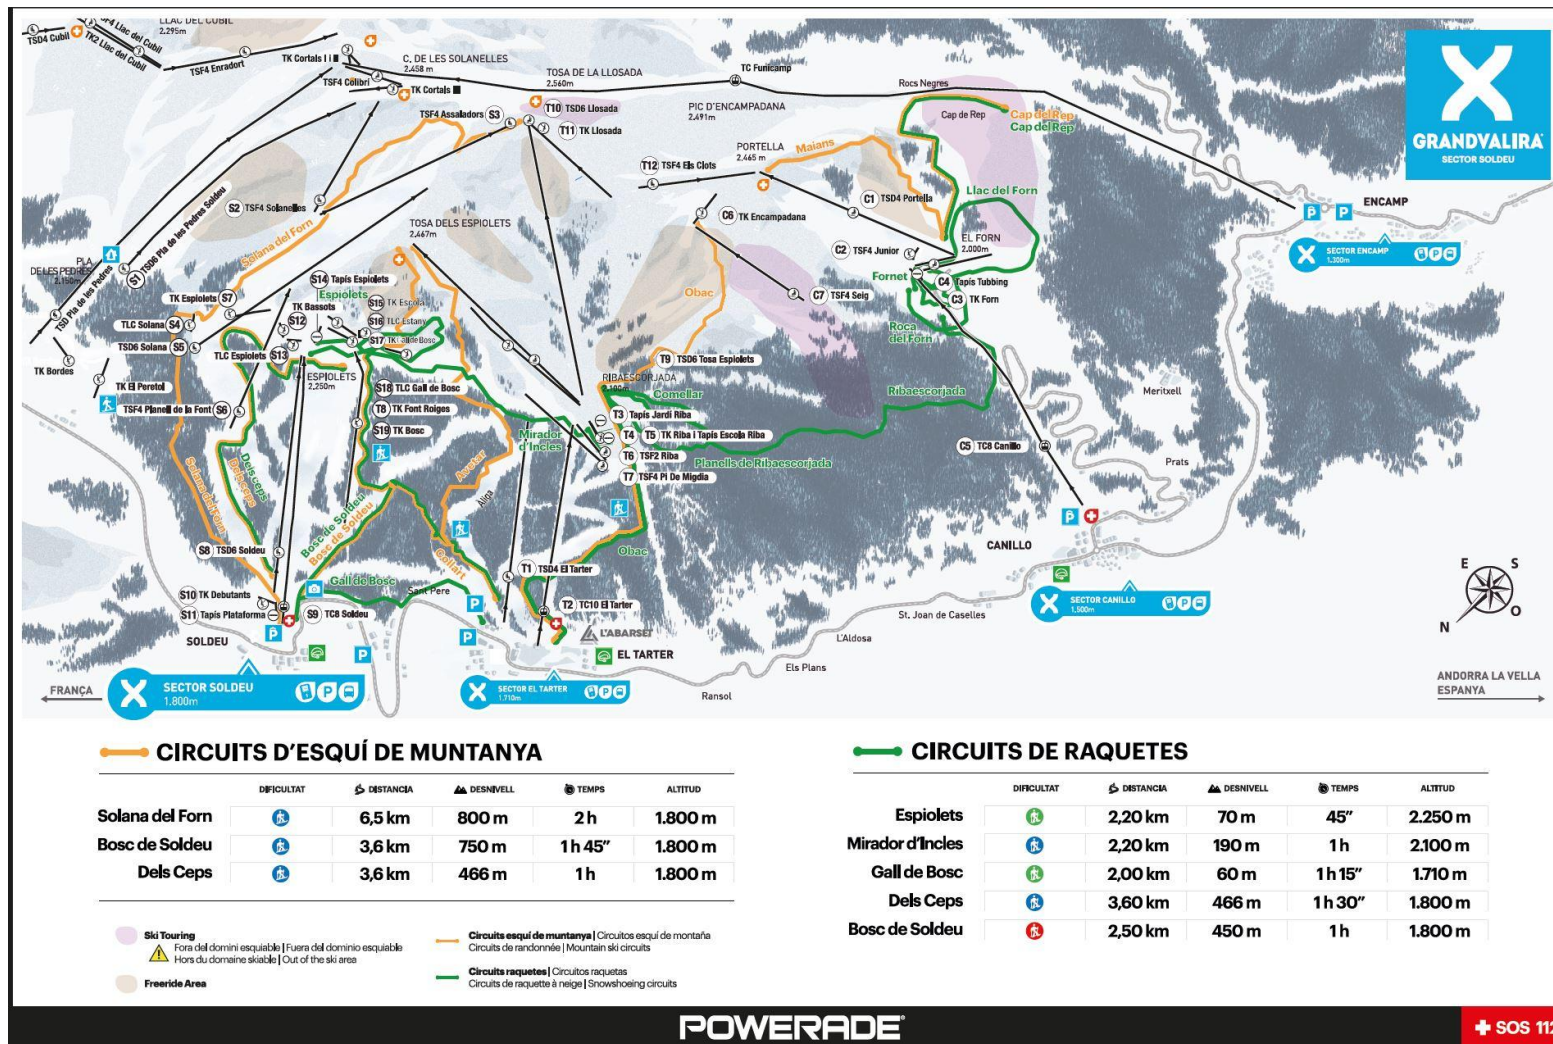 LLAC DEL CUBIL
2.295m
TSD4 Cubil
TSF4 Llac del Cubil
TK2 Llac del Cubil
TSF4 Enradort
TK Cortals I i II
C. DE LES SOLANELLES
2.458 m
TSF4 Colibrí
TK Cortals II
TOSA DE LA LLOSADA
2.560m
TC Funicamp
Rocs Negres
TSF4 Assaladors S3
T10 TSD6 Llosada
T11 TK Llosada
PIC D'ENCAMPADANA
2.491m
Cap de Rep
Cap del Rep
Cap del Rep
GRANDVALIRA
SECTOR SOLDEU
PORTELLA
2.465 m
Maians
T12 TSF4 Els Clots
C1 TSD4 Portella
Llac del Forn
ENCAMP
SECTOR ENCAMP
1.300m
S2 TSF4 Solanelles
TSD6 Pla de les Pedres Soldeu
S1
Solana del Forn
TOSA DELS ESPIOLETS
2.467m
C6 TK Encampadana
C2 TSF4 Junior
EL FORN
2.000m
PLA
DE LES PEDRES
2.150m
TSD Pla de les Pedres
Fornet
C4 Tapís Tubbing
C3 TK Forn
C7 TSF4 Seig
Obac
Roca
del Forn
S14 Tapís Espiolets
Espiolets
TK Espiolets S7
S15 TK Escola
TK Bassots
S12
S16 TLC Estany
S17 TK Gall de Bosc
TLC Solana S4
TSD6 Solana S5
TLC Espiolets S13
ESPIOLETS
2.250m
TK Bordes
TK El Peretol
TSF4 Planell de la Font S6
S18 TLC Gall de Bosc
T8 TK Font Roiges
S19 TK Bosc
T9 TSD6 Tosa Espiolets
RIBAESCORJADA
2.100m
Comellar
Ribaescorjada
Meritxell
T3 Tapís Jardí Riba
T4 T5 TK Riba I Tapís Escola Riba
T6 TSF2 Riba
T7 TSF4 Pi De Migdia
Planells de Ribaescorjada
Mirador
d'Incles
C5 TC8 Canillo
Prats
Solana del Forn
Dels ceps
Dels ceps
Avetar
Àliga
Bosc de Soldeu
Bosc de Soldeu
Collart
Obac
CANILLO
SECTOR CANILLO
1.500m
S8 TSD6 Soldeu
S10 TK Debutants
S11 Tapís Plataforma
S9 TC8 Soldeu
Gall de Bosc
Sant Pere
T1 TSD4 El Tarter
T2 TC10 El Tarter
L'ABARSET
EL TARTER
SOLDEU
St. Joan de Caselles
L'Aldosa
Els Plans
Ransol
E S
N O
FRANÇA
SECTOR SOLDEU
1.800m
SECTOR EL TARTER
1.710m
ANDORRA LA VELLA
ESPANYA
CIRCUITS D'ESQUÍ DE MUNTANYA
DIFICULTAT DISTANCIA DESNIVELL TEMPS ALTITUD
Solana del Forn 6,5 km 800 m 2 h 1.800 m
Bosc de Soldeu 3,6 km 750 m 1 h 45” 1.800 m
Dels Ceps 3,6 km 466 m 1 h 1.800 m
CIRCUITS DE RAQUETES
DIFICULTAT DISTANCIA DESNIVELL TEMPS ALTITUD
Espiolets 2,20 km 70 m 45” 2.250 m
Mirador d'Incles 2,20 km 190 m 1 h 2.100 m
Gall de Bosc 2,00 km 60 m 1 h 15” 1.710 m
Dels Ceps 3,60 km 466 m 1 h 30” 1.800 m
Bosc de Soldeu 2,50 km 450 m 1 h 1.800 m
Ski Touring
Fora del domini esquiable | Fuera del dominio esquiable
Hors du domaine skiable | Out of the ski area
Freeride Area
Circuits esquí de muntanya | Circuitos esquí de montaña
Circuits de randonnée | Mountain ski circuits
Circuits raquetes | Circuitos raquetas
Circuits de raquette à neige | Snowshoeing circuits
POWERADE
SOS 112